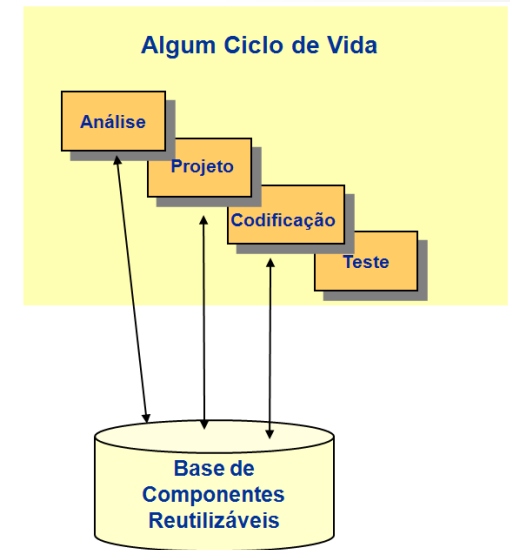 Algum Ciclo de Vida
Análise
Projeto
Codificação
Teste
Base de
Componentes
Reutilizáveis